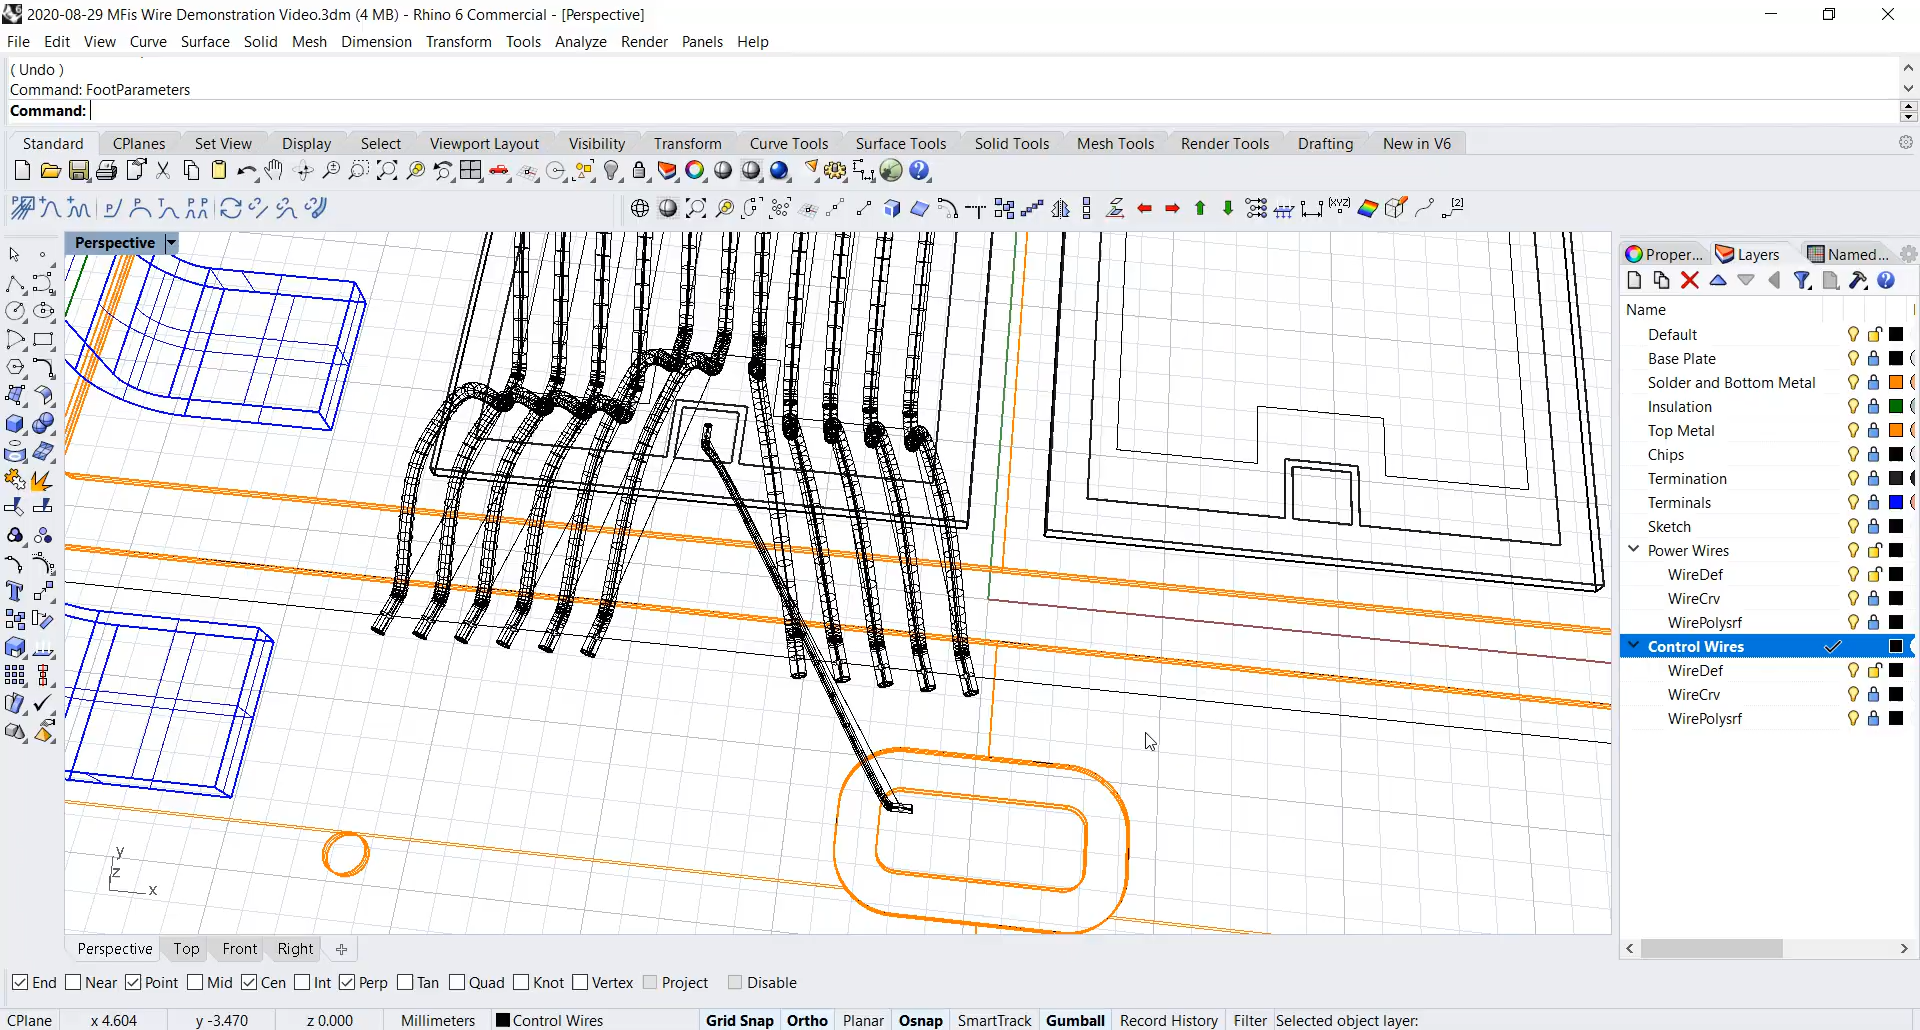 2020-08-29 MFis Wire Demonstration Video.3dm (4 MB) - Rhino 6 Commercial - [Perspective]
File Edit View Curve Surface Solid Mesh Dimension Transform Tools Analyze Render Panels Help
( Undo )
Command: FootParameters
Command:
Standard CPlanes Set View Display Select Viewport Layout Visibility Transform Curve Tools Surface Tools Solid Tools Mesh Tools Render Tools Drafting New in V6
Perspective
Proper... Layers Named...
Name
Default
Base Plate
Solder and Bottom Metal
Insulation
Top Metal
Chips
Termination
Terminals
Sketch
Power Wires
WireDef
WireCrv
WirePolysrf
Control Wires
WireDef
WireCrv
WirePolysrf
y
z
x
Perspective Top Front Right
End Near Point Mid Cen Int Perp Tan Quad Knot Vertex Project Disable
CPlane x 4.604 y -3.470 z 0.000 Millimeters Control Wires Grid Snap Ortho Planar Osnap SmartTrack Gumball Record History Filter Selected object layer: